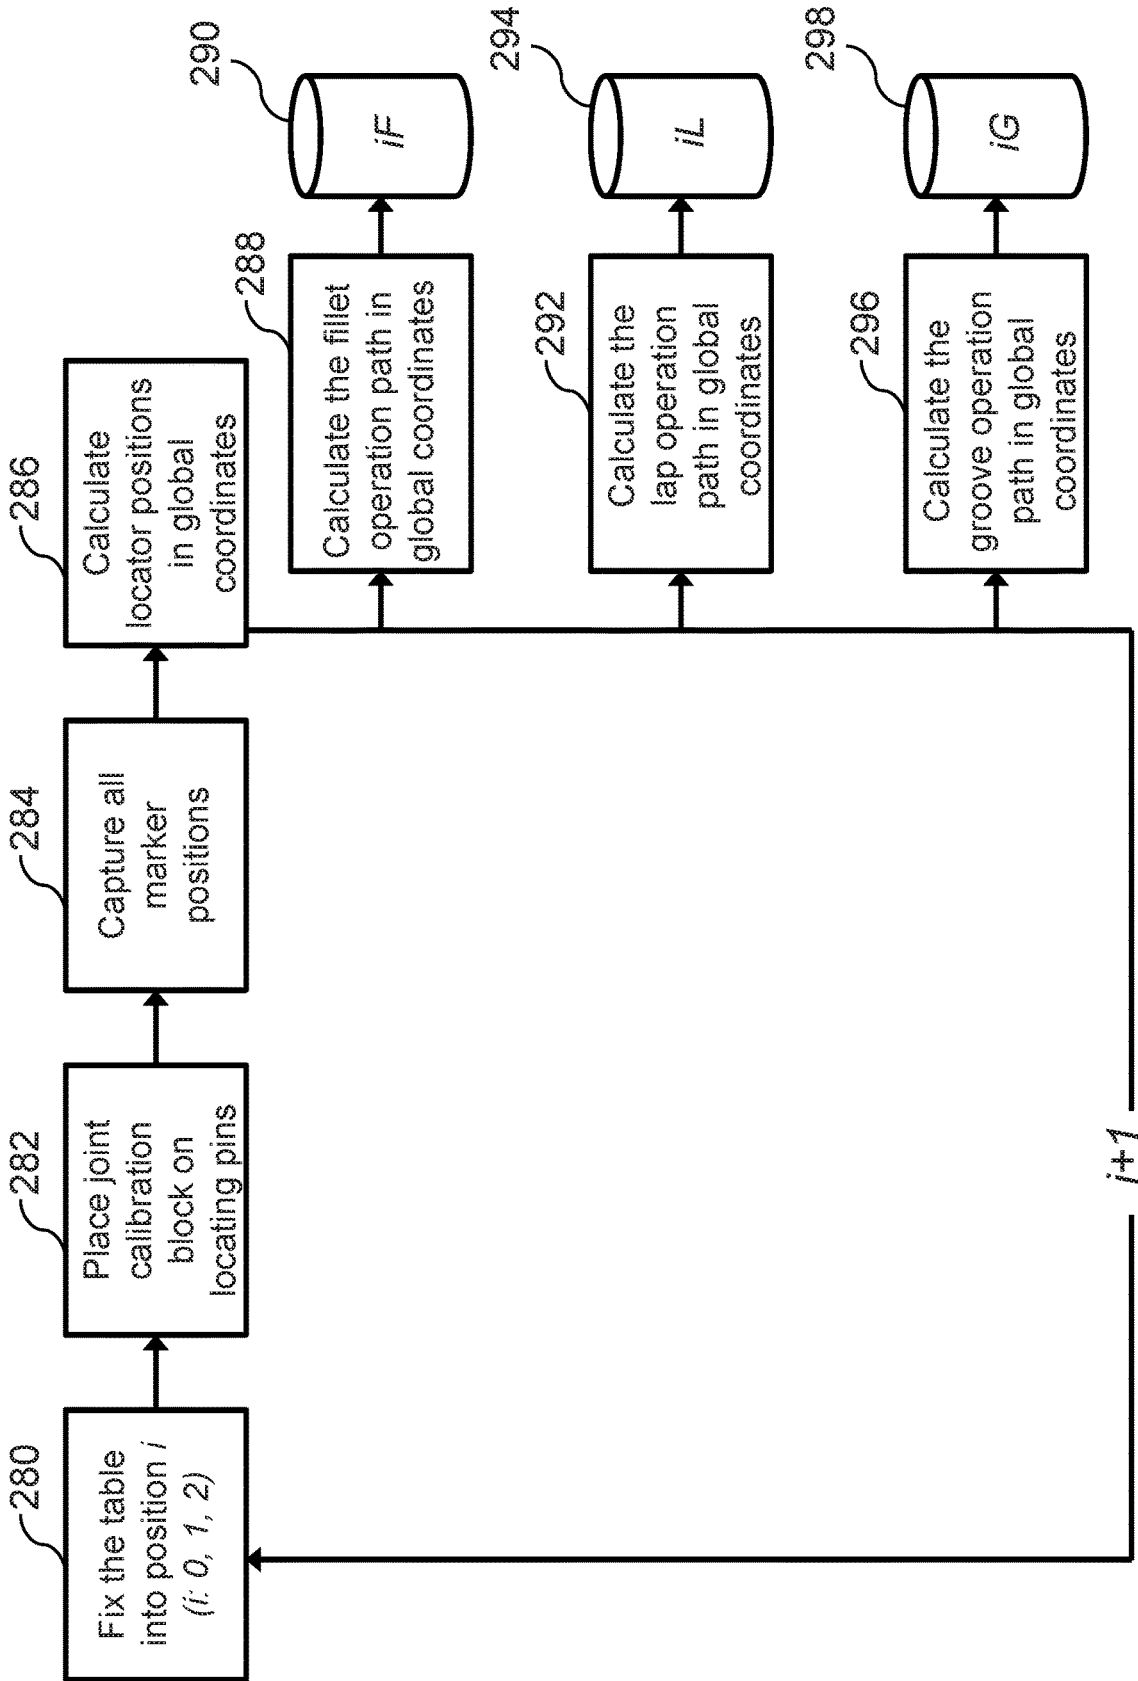 280
Fix the table
into position i
(i: 0, 1, 2)
282
Place joint
calibration
block on
locating pins
284
Capture all
marker
positions
286
Calculate
locator positions
in global
coordinates
288
Calculate the fillet
operation path in
global coordinates
290
iF
292
Calculate the
lap operation
path in global
coordinates
294
iL
296
Calculate the
groove operation
path in global
coordinates
298
iG
i+1